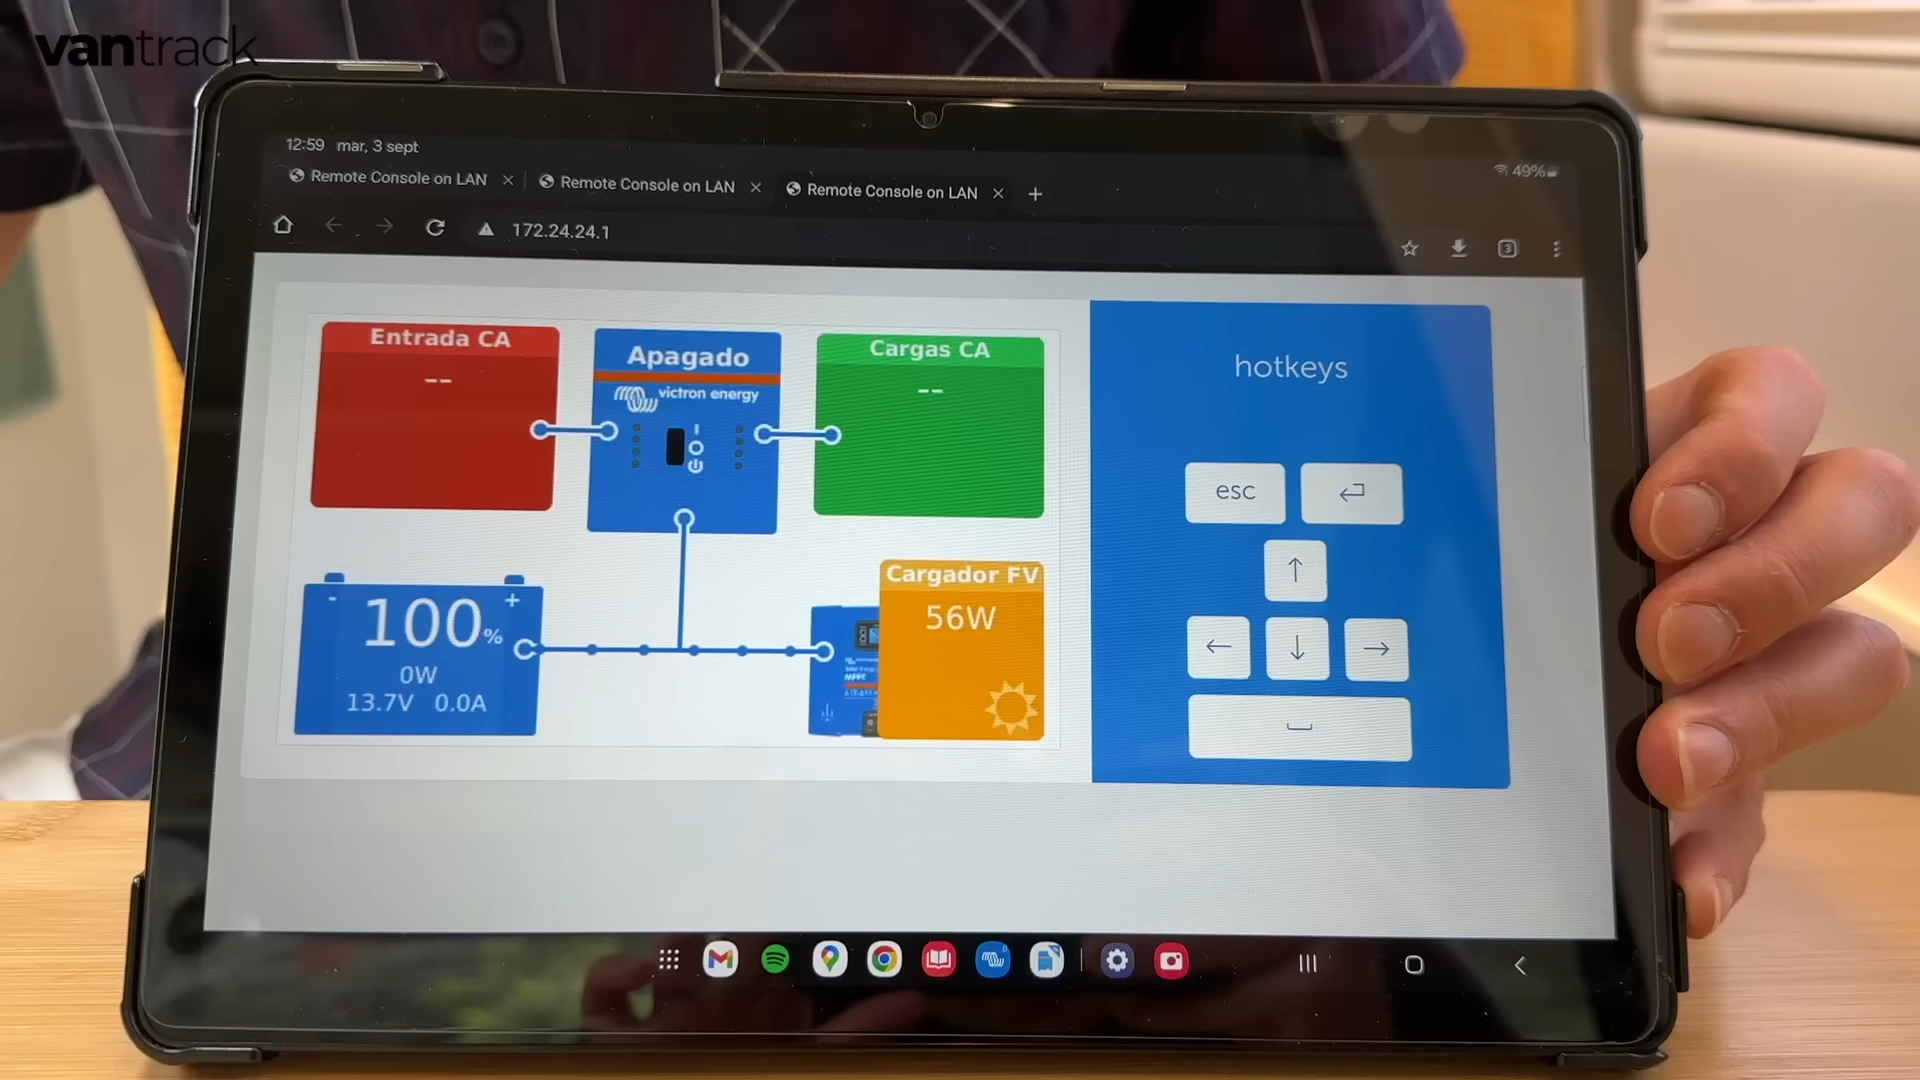 vantrack
12:59 mar, 3 sept
49%
Remote Console on LAN
Remote Console on LAN
Remote Console on LAN
172.24.24.1
3
Entrada CA
--
Apagado
victron energy
Cargas CA
--
hotkeys
esc
- +
100%
0W
13.7V 0.0A
MPPT
Cargador FV
56W